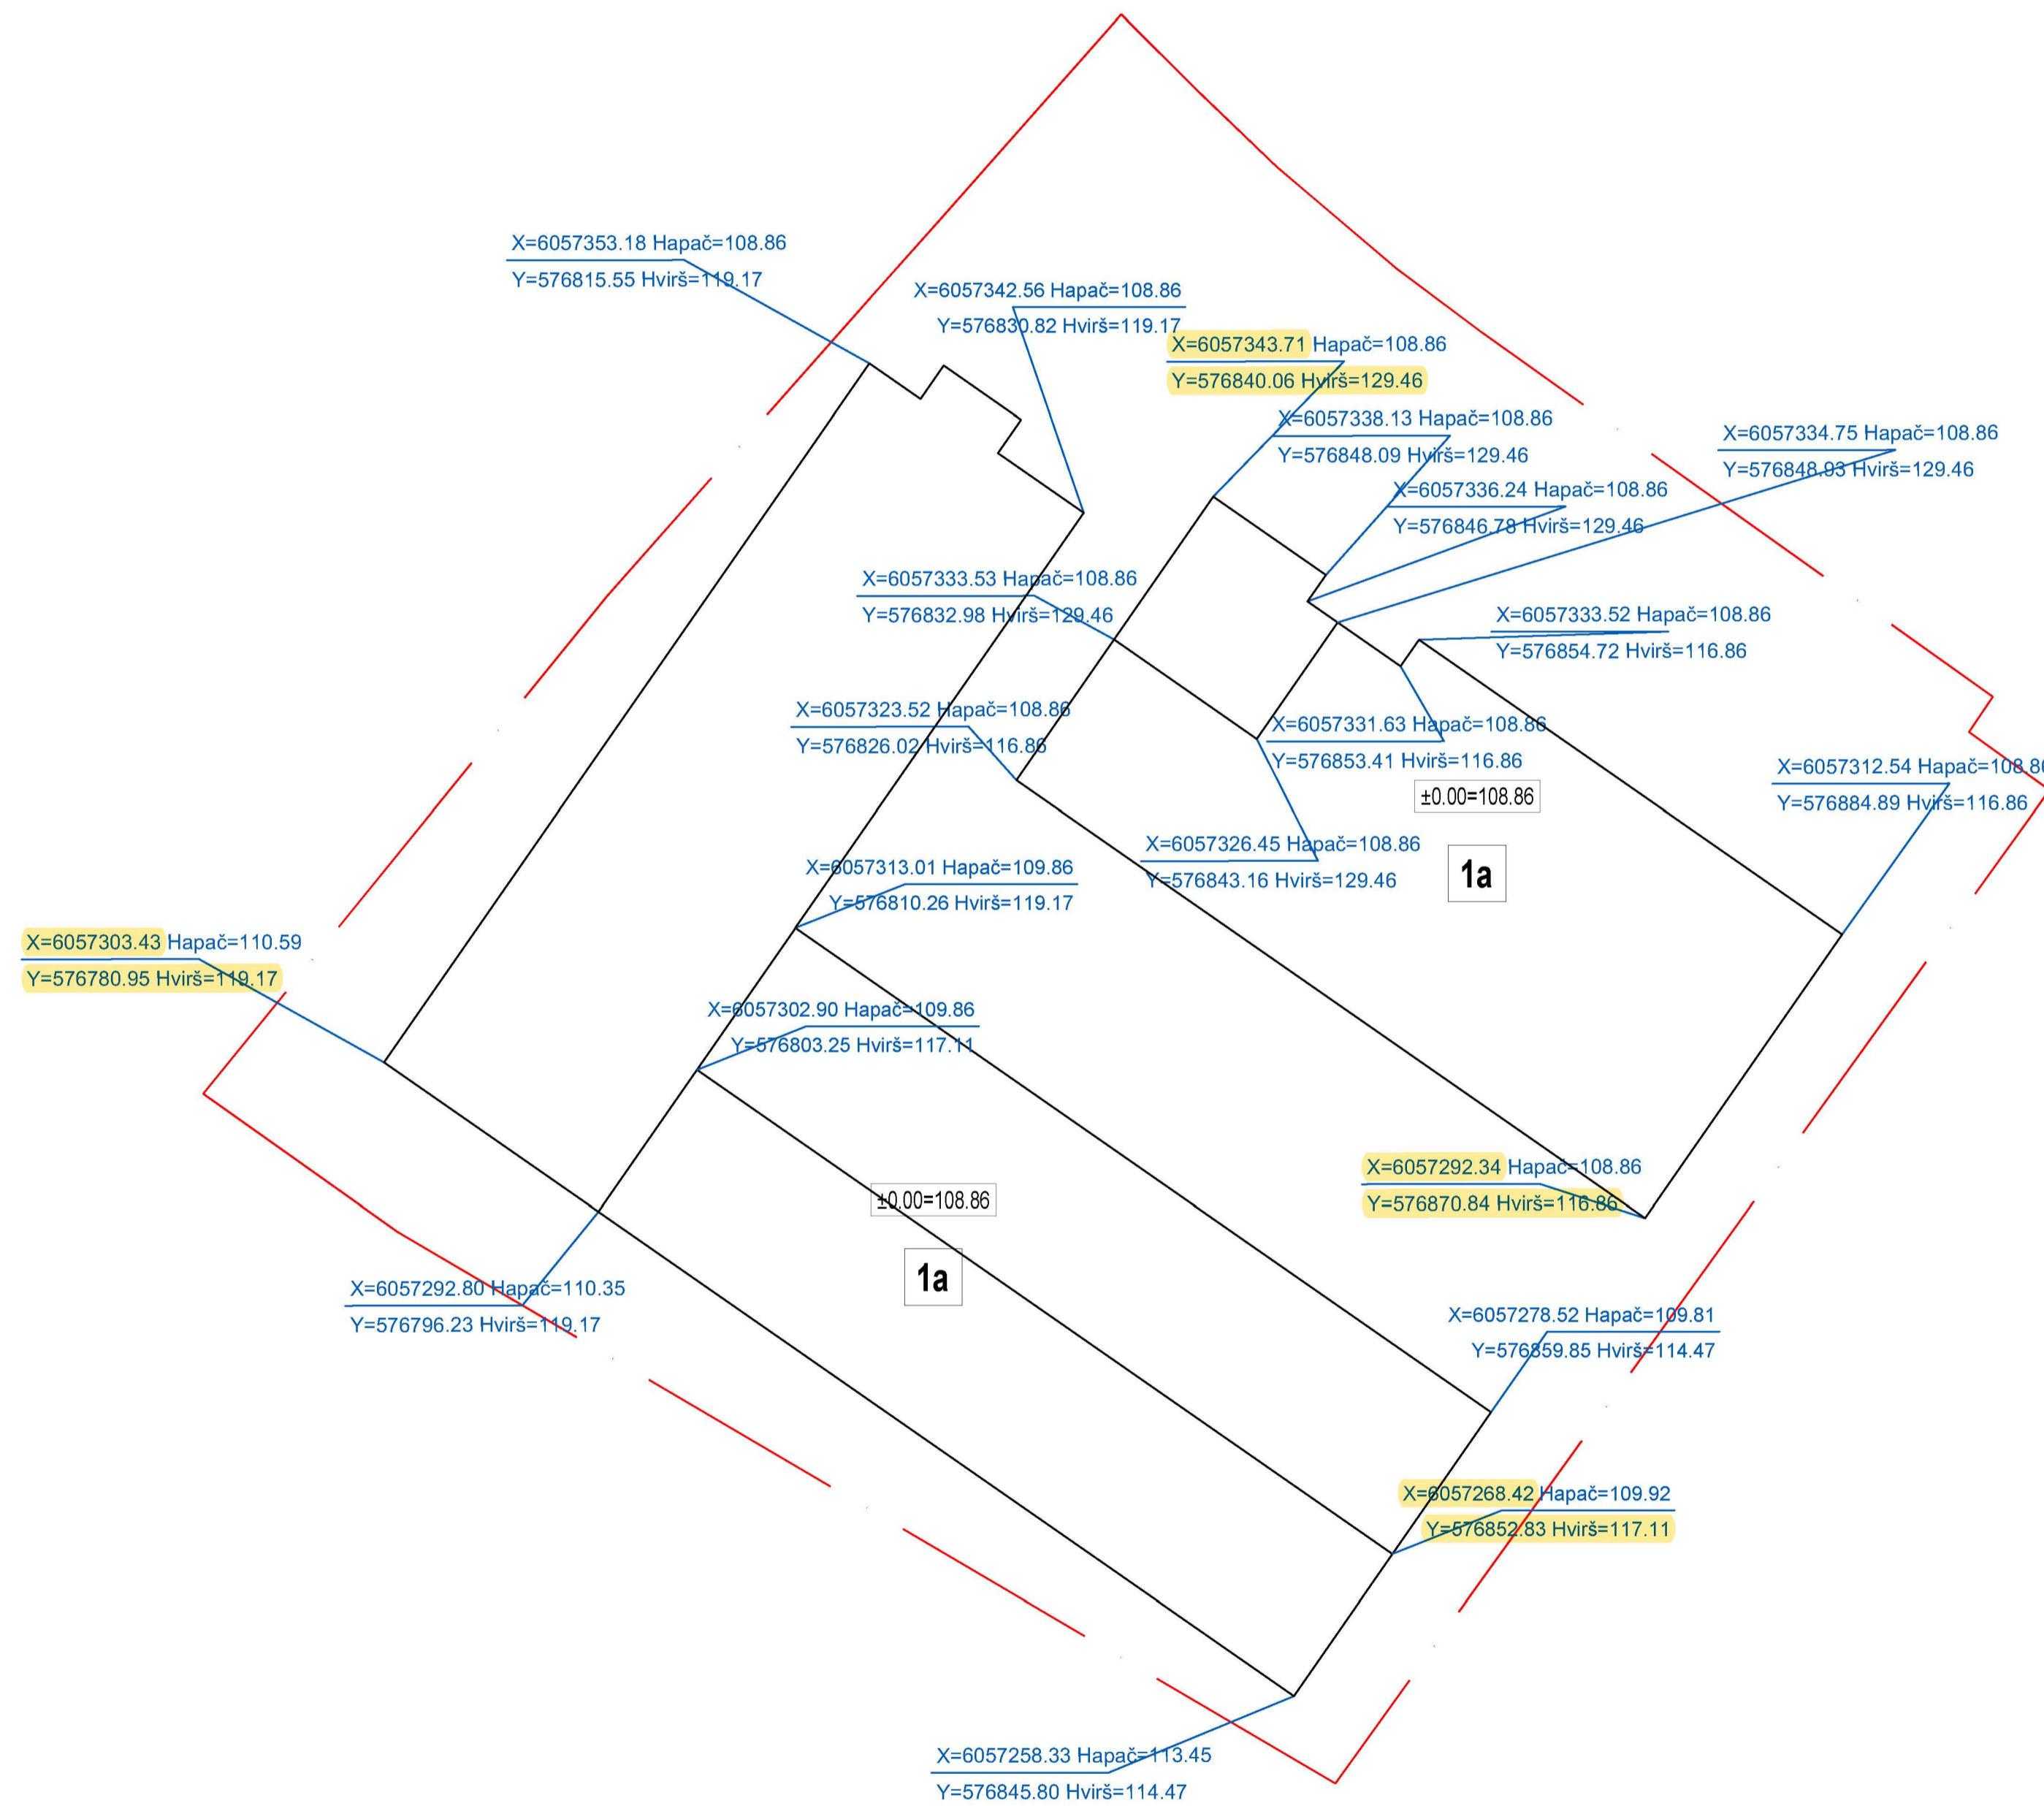 X=6057353.18 Hapač=108.86
Y=576815.55 Hvirš=119.17
X=6057342.56 Hapač=108.86
Y=576830.82 Hvirš=119.17
X=6057343.71 Hapač=108.86
Y=576840.06 Hvirš=129.46
X=6057338.13 Hapač=108.86
Y=576848.09 Hvirš=129.46
X=6057334.75 Hapač=108.86
Y=576848.93 Hvirš=129.46
X=6057336.24 Hapač=108.86
Y=576846.78 Hvirš=129.46
X=6057333.53 Hapač=108.86
Y=576832.98 Hvirš=129.46
X=6057333.52 Hapač=108.86
Y=576854.72 Hvirš=116.86
X=6057323.52 Hapač=108.86
Y=576826.02 Hvirš=116.86
X=6057331.63 Hapač=108.86
Y=576853.41 Hvirš=116.86
X=6057312.54 Hapač=108.86
Y=576884.89 Hvirš=116.86
±0.00=108.86
1a
X=6057326.45 Hapač=108.86
Y=576843.16 Hvirš=129.46
X=6057313.01 Hapač=109.86
Y=576810.26 Hvirš=119.17
X=6057303.43 Hapač=110.59
Y=576780.95 Hvirš=119.17
X=6057302.90 Hapač=109.86
Y=576803.25 Hvirš=117.11
X=6057292.34 Hapač=108.86
Y=576870.84 Hvirš=116.86
±0.00=108.86
1a
X=6057292.80 Hapač=110.35
Y=576796.23 Hvirš=119.17
X=6057278.52 Hapač=109.81
Y=576859.85 Hvirš=114.47
X=6057268.42 Hapač=109.92
Y=576852.83 Hvirš=117.11
X=6057258.33 Hapač=113.45
Y=576845.80 Hvirš=114.47